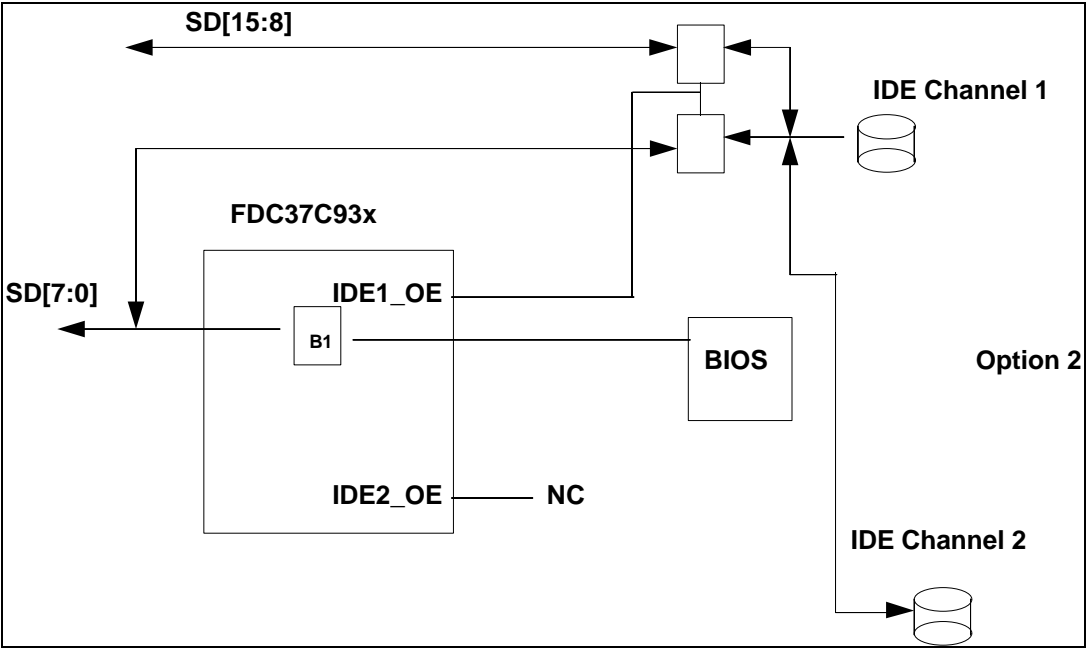 SD[15:8]
IDE Channel 1
FDC37C93x
IDE1_OE
SD[7:0]
B1
BIOS
Option 2
IDE2_OE
NC
IDE Channel 2